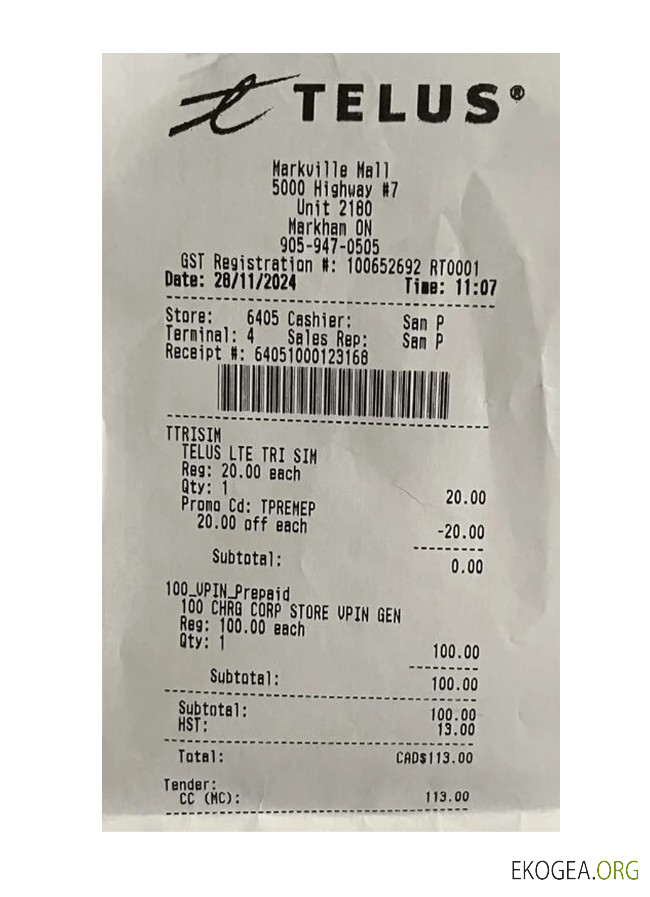 TELUS®
Markville Mall
5000 Highway #7
Unit 2180
Markham ON
905-947-0505
GST Registration #: 100652692 RT0001
Date: 28/11/2024 Time: 11:07
Store: 6405 Cashier: Sam P
Terminal: 4 Sales Rep: Sam P
Receipt #: 64051000123168
TTRISIM
TELUS LTE TRI SIM
Reg: 20.00 each
Qty: 1 20.00
Promo Cd: TPREMEP
20.00 off each -20.00
Subtotal: 0.00
100_VPIN_Prepaid
100 CHRG CORP STORE VPIN GEN
Reg: 100.00 each
Qty: 1 100.00
Subtotal: 100.00
Subtotal: 100.00
HST: 13.00
Total: CAD$113.00
Tender:
CC (MC): 113.00
EKOGEA.ORG